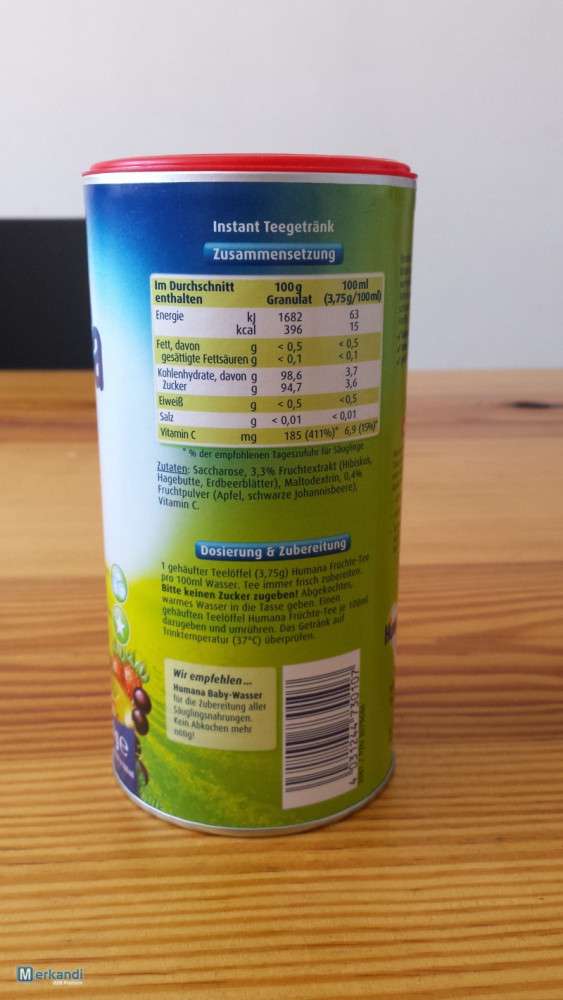 Instant Teegetränk
Zusammensetzung
Im Durchschnitt enthalten 100g Granulat 100ml (3,75g/100ml)
Energie kJ 1682 63
kcal 396 15
Fett, davon g < 0,5 < 0,5
gesättigte Fettsäuren g < 0,1 < 0,1
Kohlenhydrate, davon g 98,6 3,7
Zucker g 94,7 3,6
Eiweiß g < 0,5 <0,5
Salz g < 0,01 < 0,01
Vitamin C mg 185 (411%)* 6,9 (15%)*
* % der empfohlenen Tageszufuhr für Säuglinge
Zutaten: Saccharose, 3,3% Fruchtextrakt (Hibiskus,
Hagebutte, Erdbeerblätter), Maltodextrin, 0,4%
Fruchtpulver (Apfel, schwarze Johannisbeere),
Vitamin C.
Dosierung & Zubereitung
1 gehäufter Teelöffel (3,75g) Humana Früchte-Tee
pro 100ml Wasser. Tee immer frisch zubereiten.
Bitte keinen Zucker zugeben! Abgekochtes,
warmes Wasser in die Tasse geben. Einen
gehäuften Teelöffel Humana Früchte-Tee je 100ml
dazugeben und umrühren. Das Getränk auf
Trinktemperatur (37°C) überprüfen.
Wir empfehlen...
Humana Baby-Wasser
für die Zubereitung aller
Säuglingsnahrungen.
Kein Abkochen mehr
nötig!
4 031244 730107
Merkandi